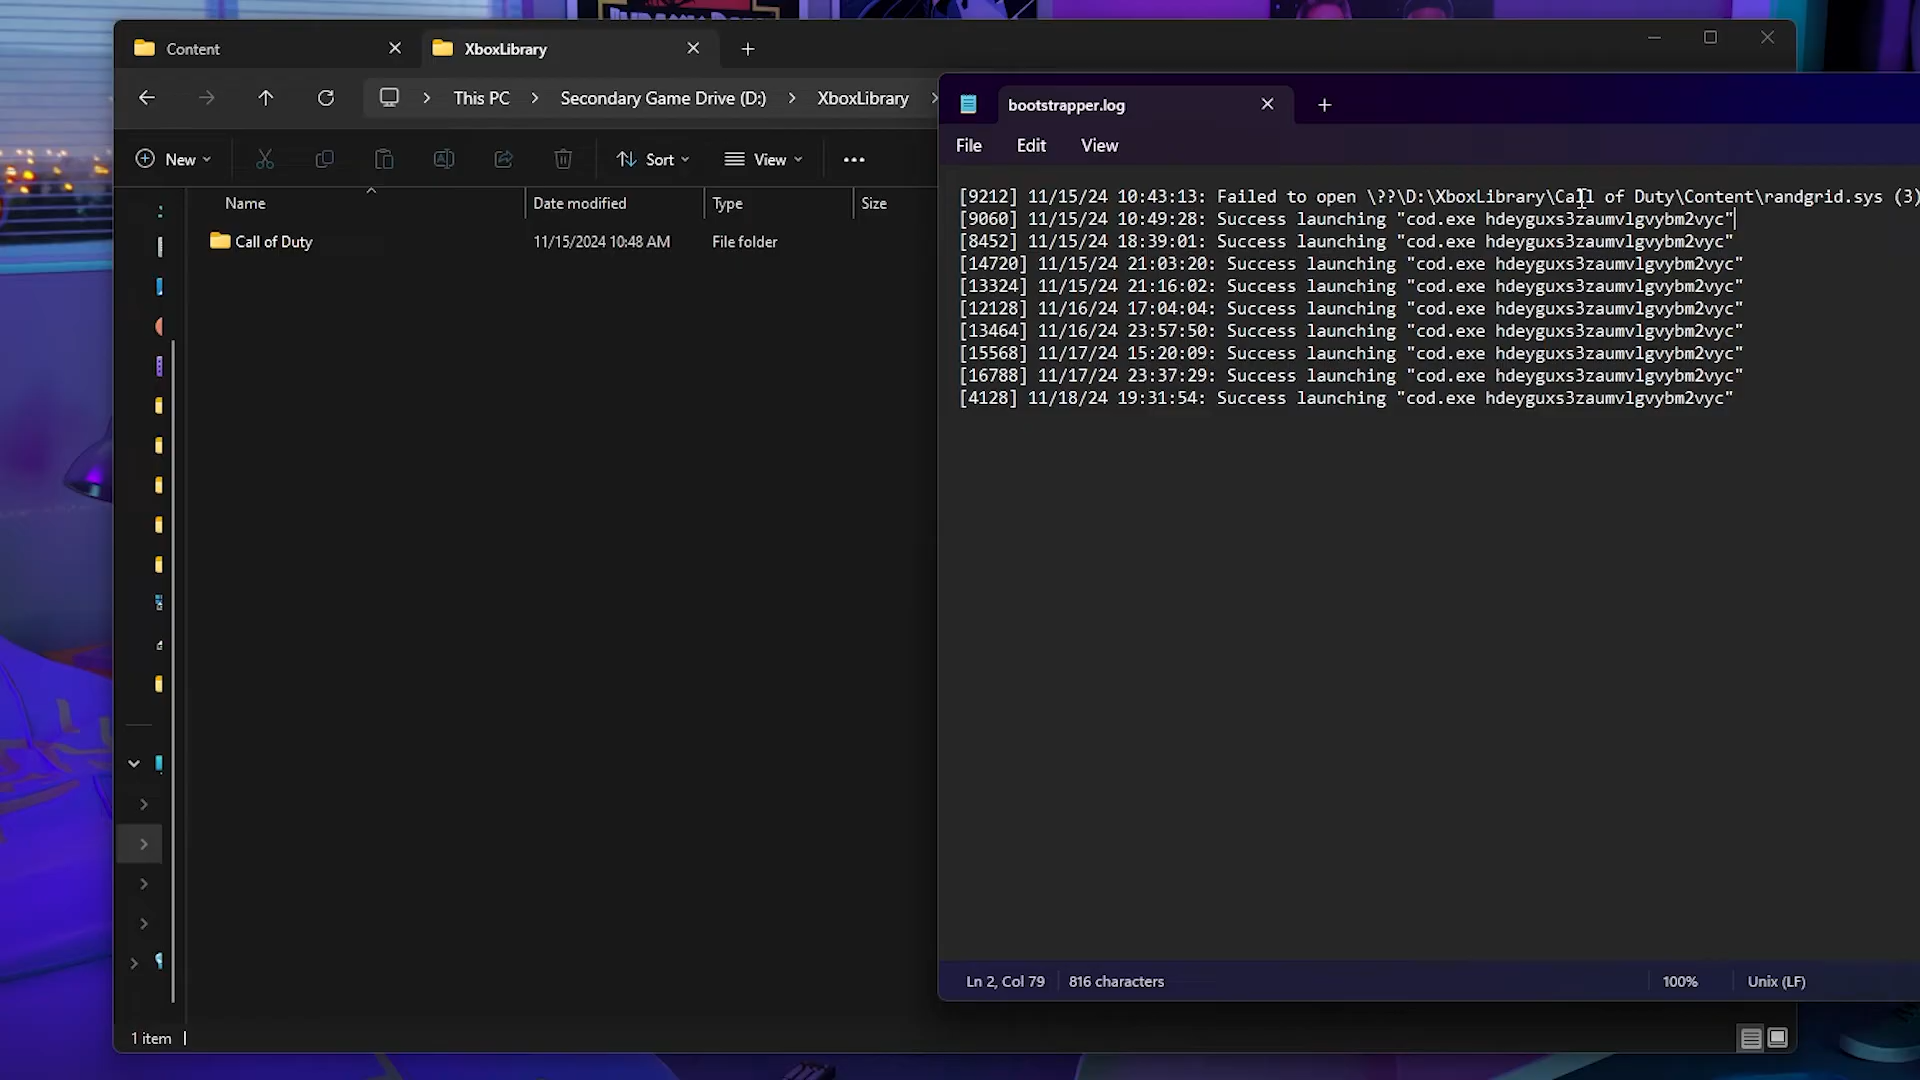 Content
XboxLibrary
This PC
Secondary Game Drive (D:)
XboxLibrary
New
Sort
View
Name
Date modified
Type
Size
Call of Duty
11/15/2024 10:48 AM
File folder
1 item
bootstrapper.log
File
Edit
View
[9212] 11/15/24 10:43:13: Failed to open \??\D:\XboxLibrary\Call of Duty\Content\randgrid.sys (3)
[9060] 11/15/24 10:49:28: Success launching "cod.exe hdeyguxs3zaumvlgvybm2vyc"
[8452] 11/15/24 18:39:01: Success launching "cod.exe hdeyguxs3zaumvlgvybm2vyc"
[14720] 11/15/24 21:03:20: Success launching "cod.exe hdeyguxs3zaumvlgvybm2vyc"
[13324] 11/15/24 21:16:02: Success launching "cod.exe hdeyguxs3zaumvlgvybm2vyc"
[12128] 11/16/24 17:04:04: Success launching "cod.exe hdeyguxs3zaumvlgvybm2vyc"
[13464] 11/16/24 23:57:50: Success launching "cod.exe hdeyguxs3zaumvlgvybm2vyc"
[15568] 11/17/24 15:20:09: Success launching "cod.exe hdeyguxs3zaumvlgvybm2vyc"
[16788] 11/17/24 23:37:29: Success launching "cod.exe hdeyguxs3zaumvlgvybm2vyc"
[4128] 11/18/24 19:31:54: Success launching "cod.exe hdeyguxs3zaumvlgvybm2vyc"
Ln 2, Col 79
816 characters
100%
Unix (LF)